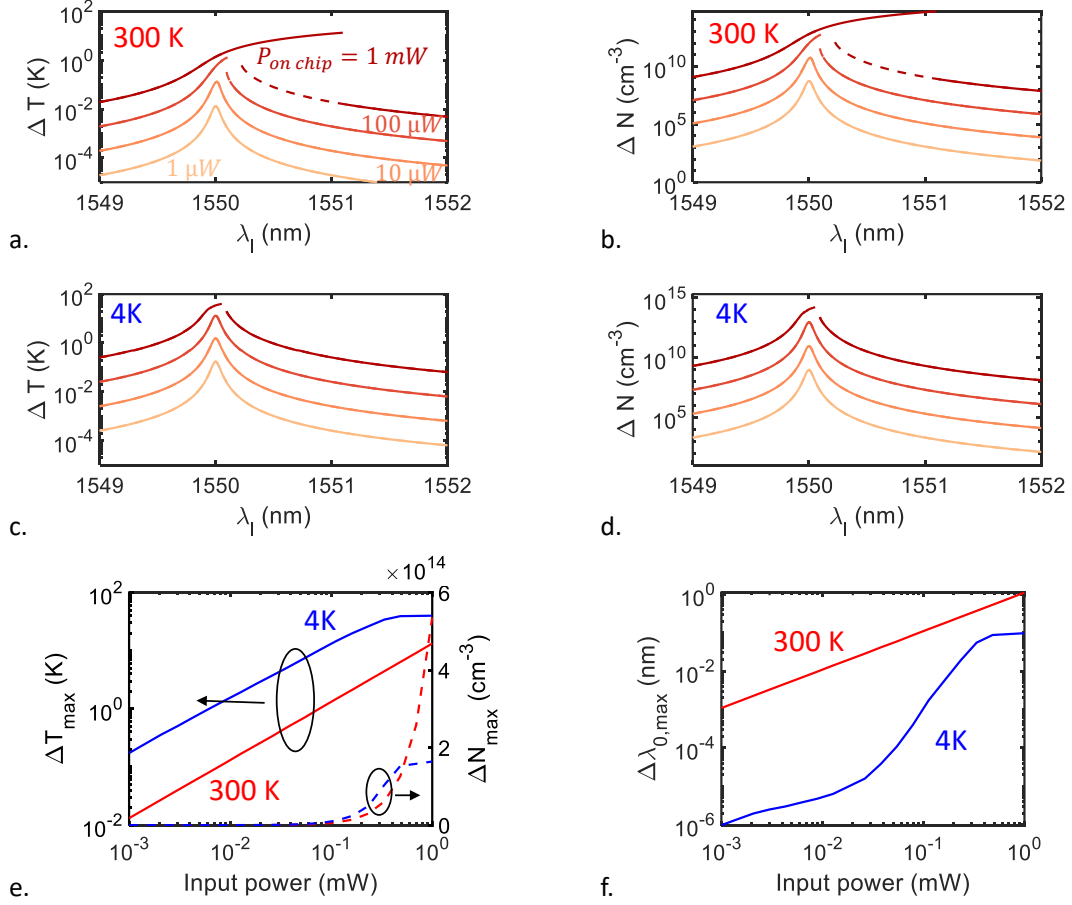 10² 10⁰ 10⁻² 10⁻⁴
Δ T (K)
300 K
P_on chip = 1 mW
100 μW
1 μW
10 μW
1549 1550 1551 1552
λ_l (nm)
a.
10¹⁰ 10⁵ 10⁰
Δ N (cm⁻³)
300 K
1549 1550 1551 1552
λ_l (nm)
b.
10² 10⁰ 10⁻² 10⁻⁴
Δ T (K)
4K
1549 1550 1551 1552
λ_l (nm)
c.
10¹⁵ 10¹⁰ 10⁵
Δ N (cm⁻³)
4K
1549 1550 1551 1552
λ_l (nm)
d.
×10¹⁴
10² 10⁰ 10⁻²
ΔT_max (K)
4K
300 K
6 4 2 0
ΔN_max (cm⁻³)
10⁻³ 10⁻² 10⁻¹ 10⁰
Input power (mW)
e.
10⁰ 10⁻² 10⁻⁴ 10⁻⁶
Δλ_0,max (nm)
300 K
4K
10⁻³ 10⁻² 10⁻¹ 10⁰
Input power (mW)
f.